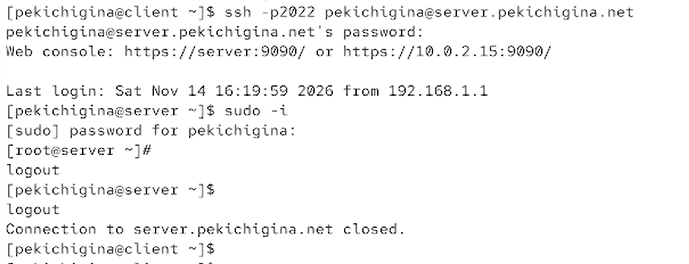 [pekichigina@client ~]$ ssh -p2022 pekichigina@server.pekichigina.net
pekichigina@server.pekichigina.net's password:
Web console: https://server:9090/ or https://10.0.2.15:9090/
Last login: Sat Nov 14 16:19:59 2026 from 192.168.1.1
[pekichigina@server ~]$ sudo -i
[sudo] password for pekichigina:
[root@server ~]#
logout
[pekichigina@server ~]$
logout
Connection to server.pekichigina.net closed.
[pekichigina@client ~]$